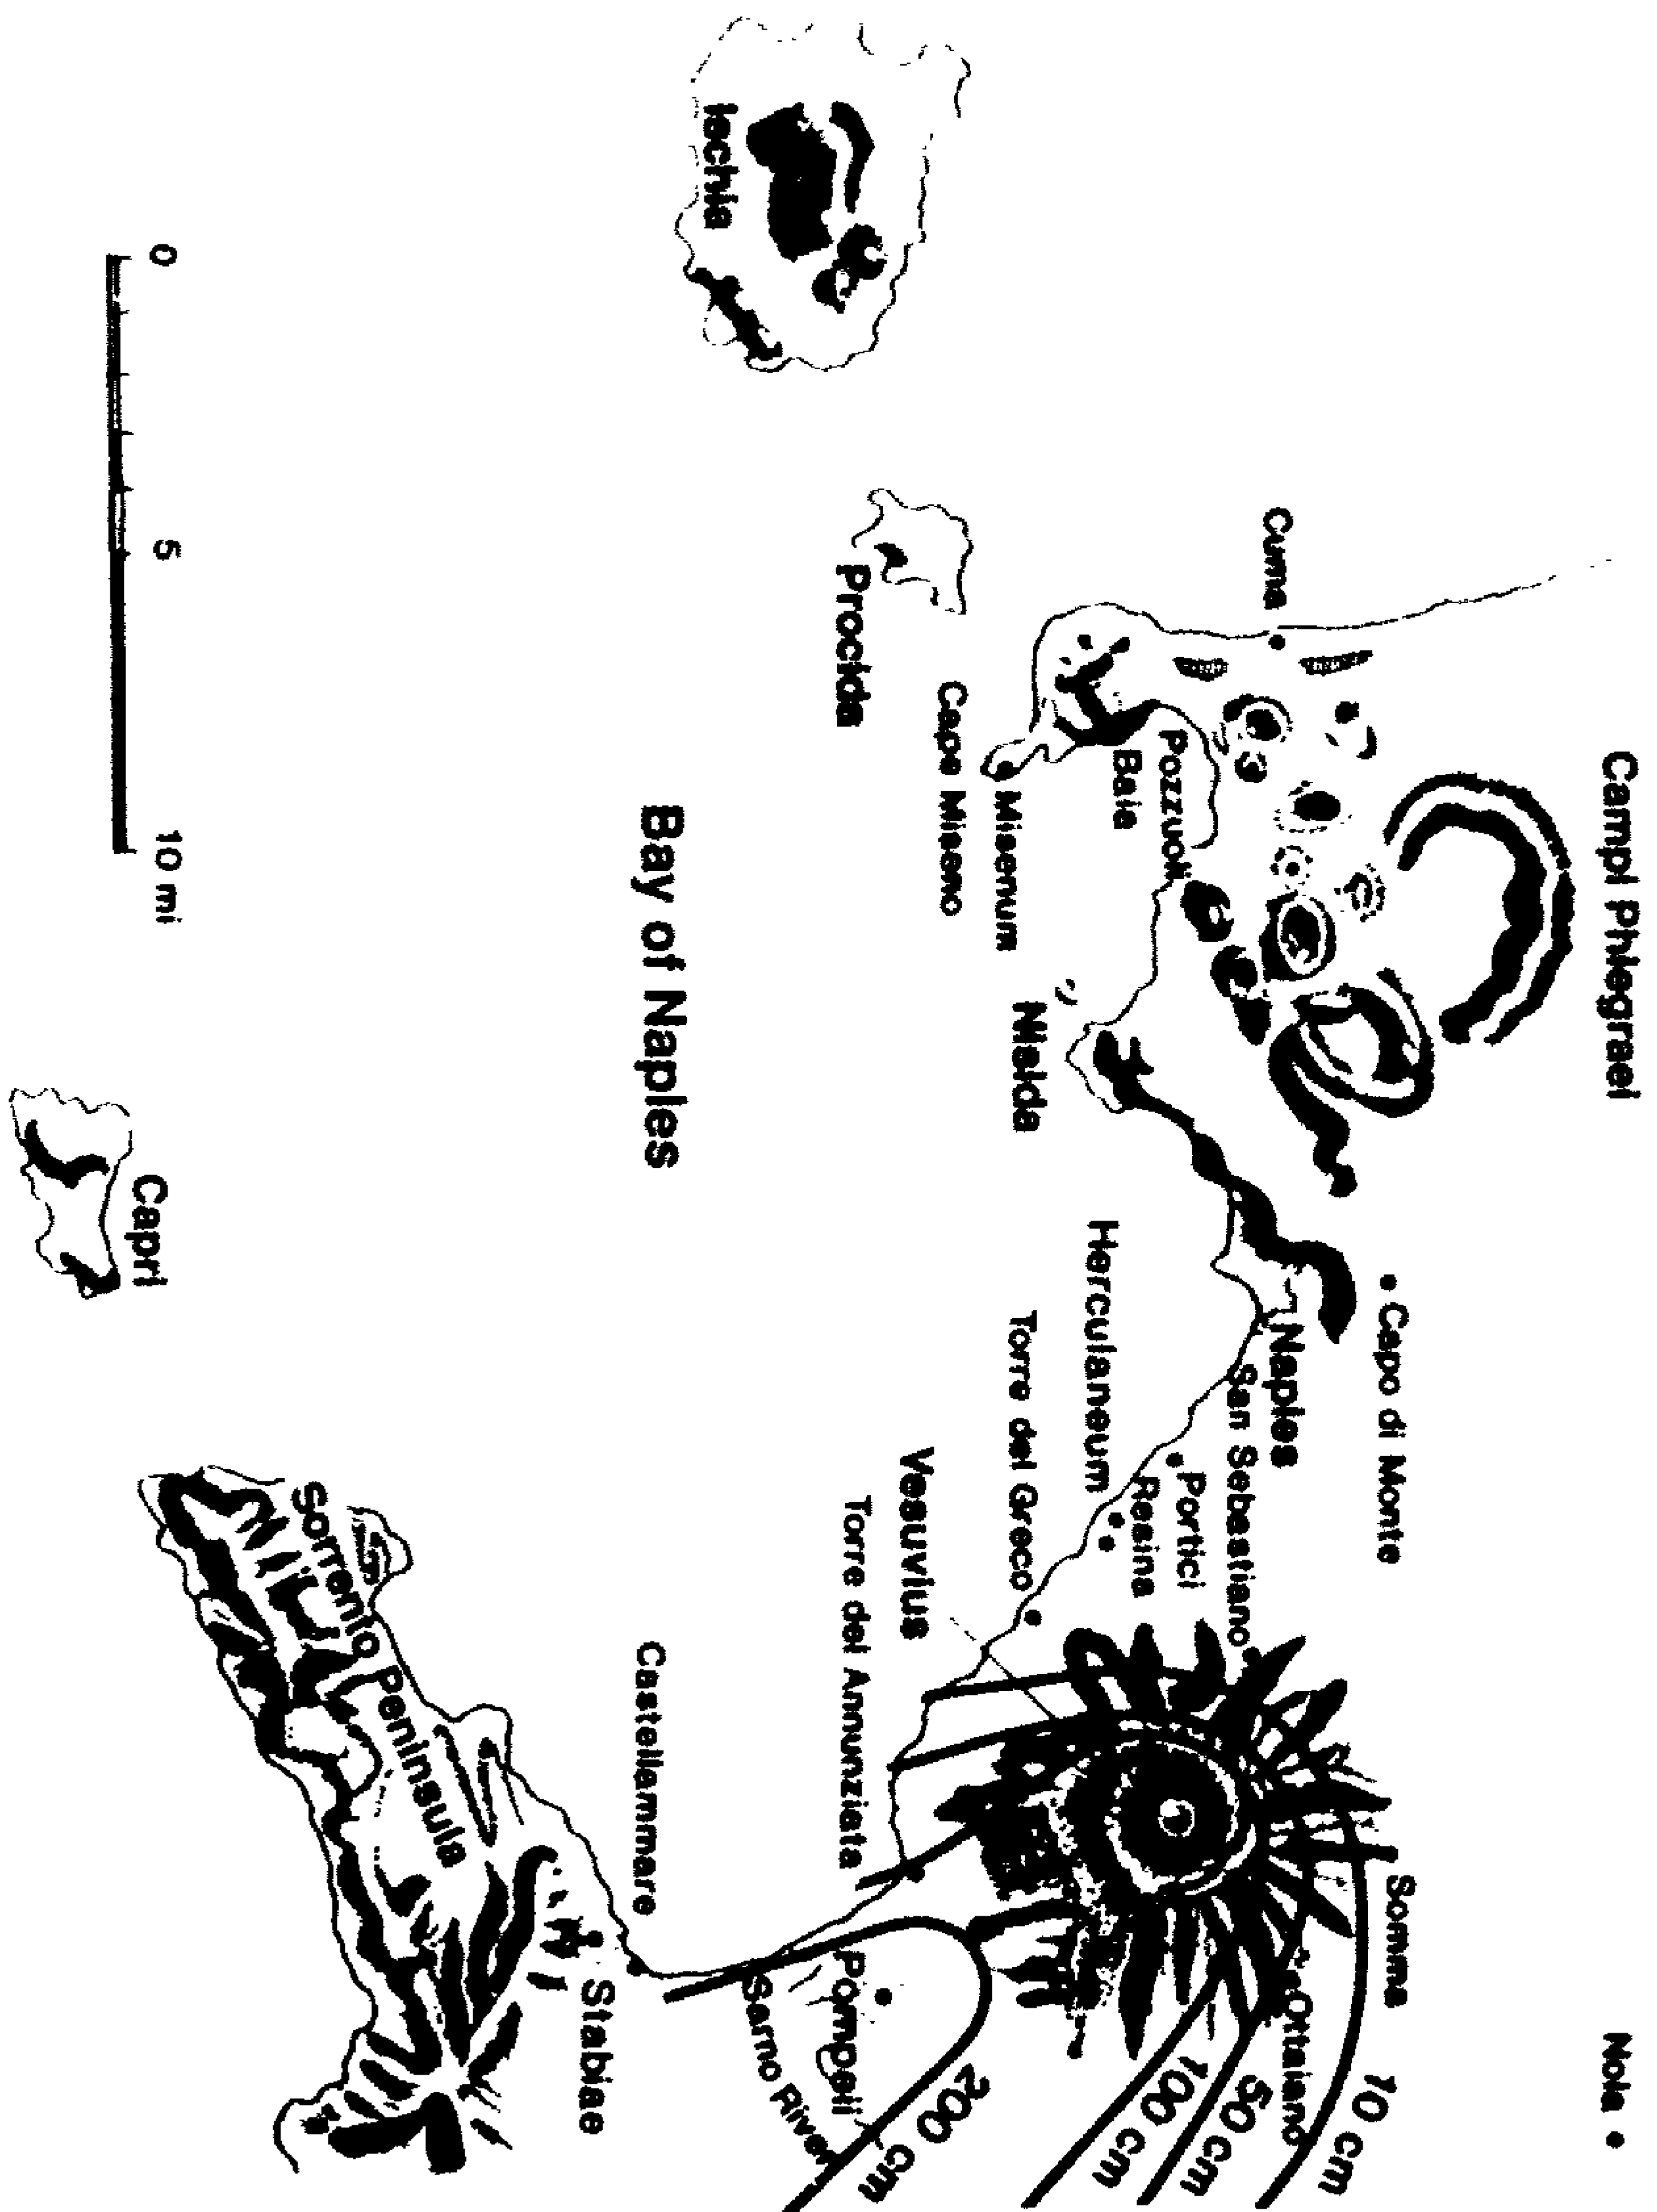 Campi Phlegraei
Nola
Cuma
Capo di Monte
Somma
10 cm
Ottaiano
50 cm
100 cm
200 cm
Naples
San Sebastiano
Pozzuoli
Baie
Portici
Resina
Herculaneum
Misenum
Nisida
Torre del Greco
Cape Miseno
Vesuvius
Procida
Torre del Annunziata
Pompeii
Sarno River
Ischia
Bay of Naples
Castellammare
Stabiae
Sorrento Peninsula
0 5 10 mi
Capri